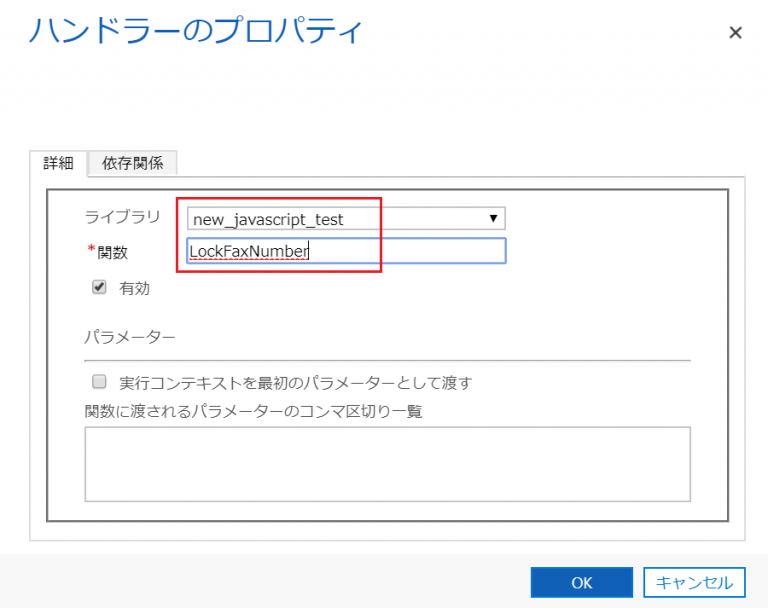 ハンドラーのプロパティ
詳細 依存関係
ライブラリ new_javascript_test
*関数 LockFaxNumber
有効
パラメーター
実行コンテキストを最初のパラメーターとして渡す
関数に渡されるパラメーターのコンマ区切り一覧
OK キャンセル